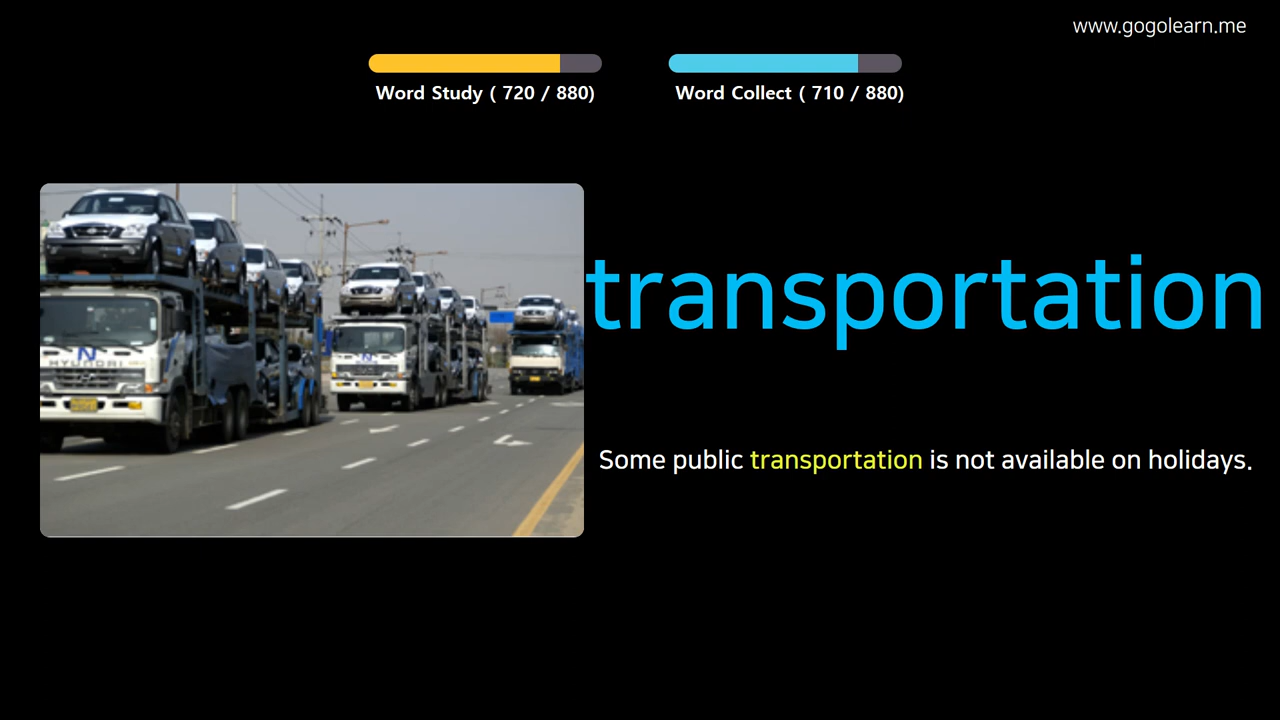 www.gogolearn.me
Word Study ( 720 / 880)
Word Collect ( 710 / 880)
transportation
Some public transportation is not available on holidays.
HYUNDAI